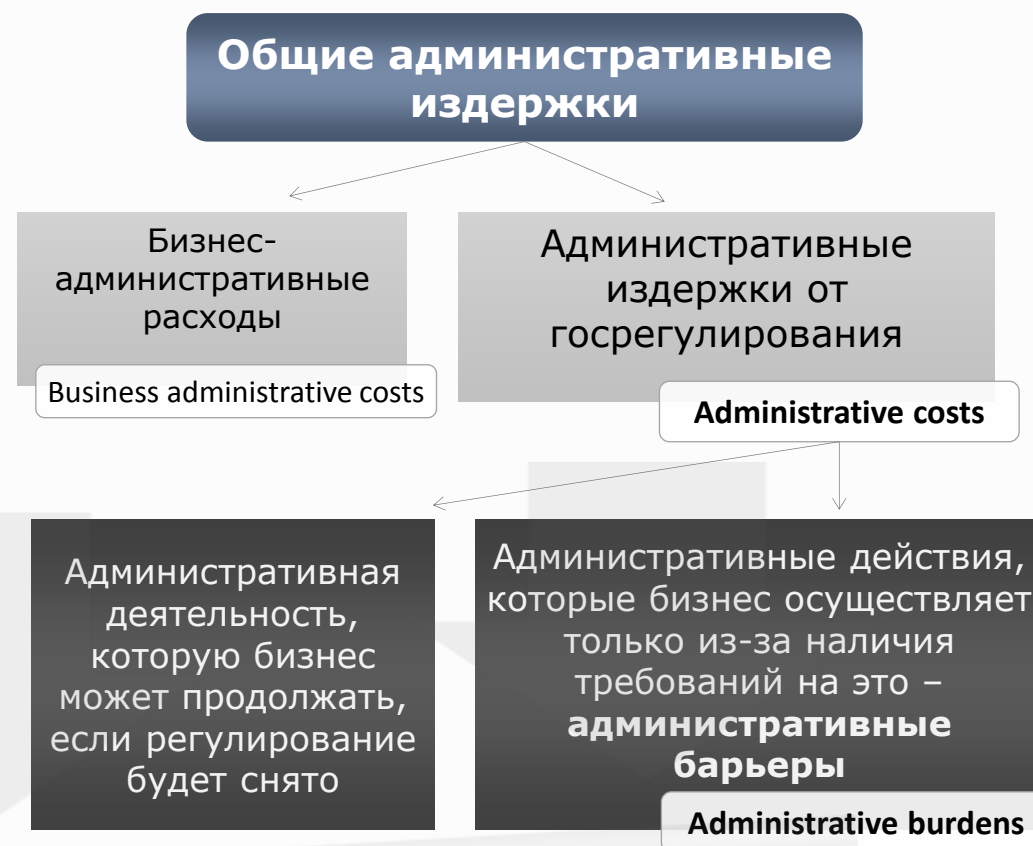 Общие административные
издержки
Бизнес-
административные
расходы
Business administrative costs
Административные
издержки от
госрегулирования
Administrative costs
Административная
деятельность,
которую бизнес
может продолжать,
если регулирование
будет снято
Административные действия,
которые бизнес осуществляет
только из-за наличия
требований на это –
административные
барьеры
Administrative burdens